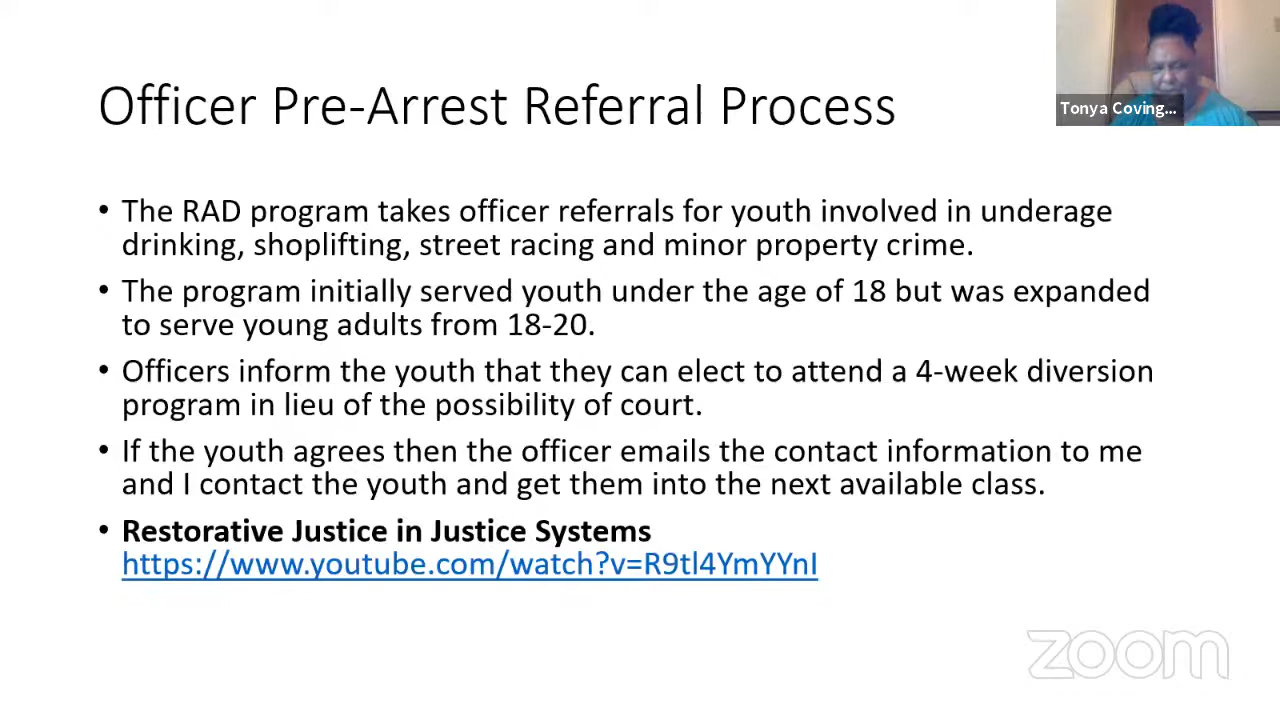 Officer Pre-Arrest Referral Process
Tonya Coving...
• The RAD program takes officer referrals for youth involved in underage
drinking, shoplifting, street racing and minor property crime.
• The program initially served youth under the age of 18 but was expanded
to serve young adults from 18-20.
• Officers inform the youth that they can elect to attend a 4-week diversion
program in lieu of the possibility of court.
• If the youth agrees then the officer emails the contact information to me
and I contact the youth and get them into the next available class.
• Restorative Justice in Justice Systems
https://www.youtube.com/watch?v=R9tl4YmYYnI
zoom